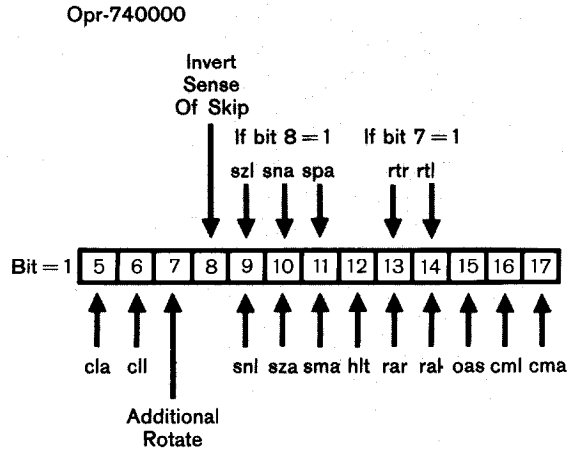 Opr-740000
Invert
Sense
Of Skip
If bit 8 = 1
If bit 7 = 1
szl sna spa
rtr rtl
Bit = 1 5 6 7 8 9 10 11 12 13 14 15 16 17
cla cll
snl sza sma hlt rar ral oas cml cma
Additional
Rotate